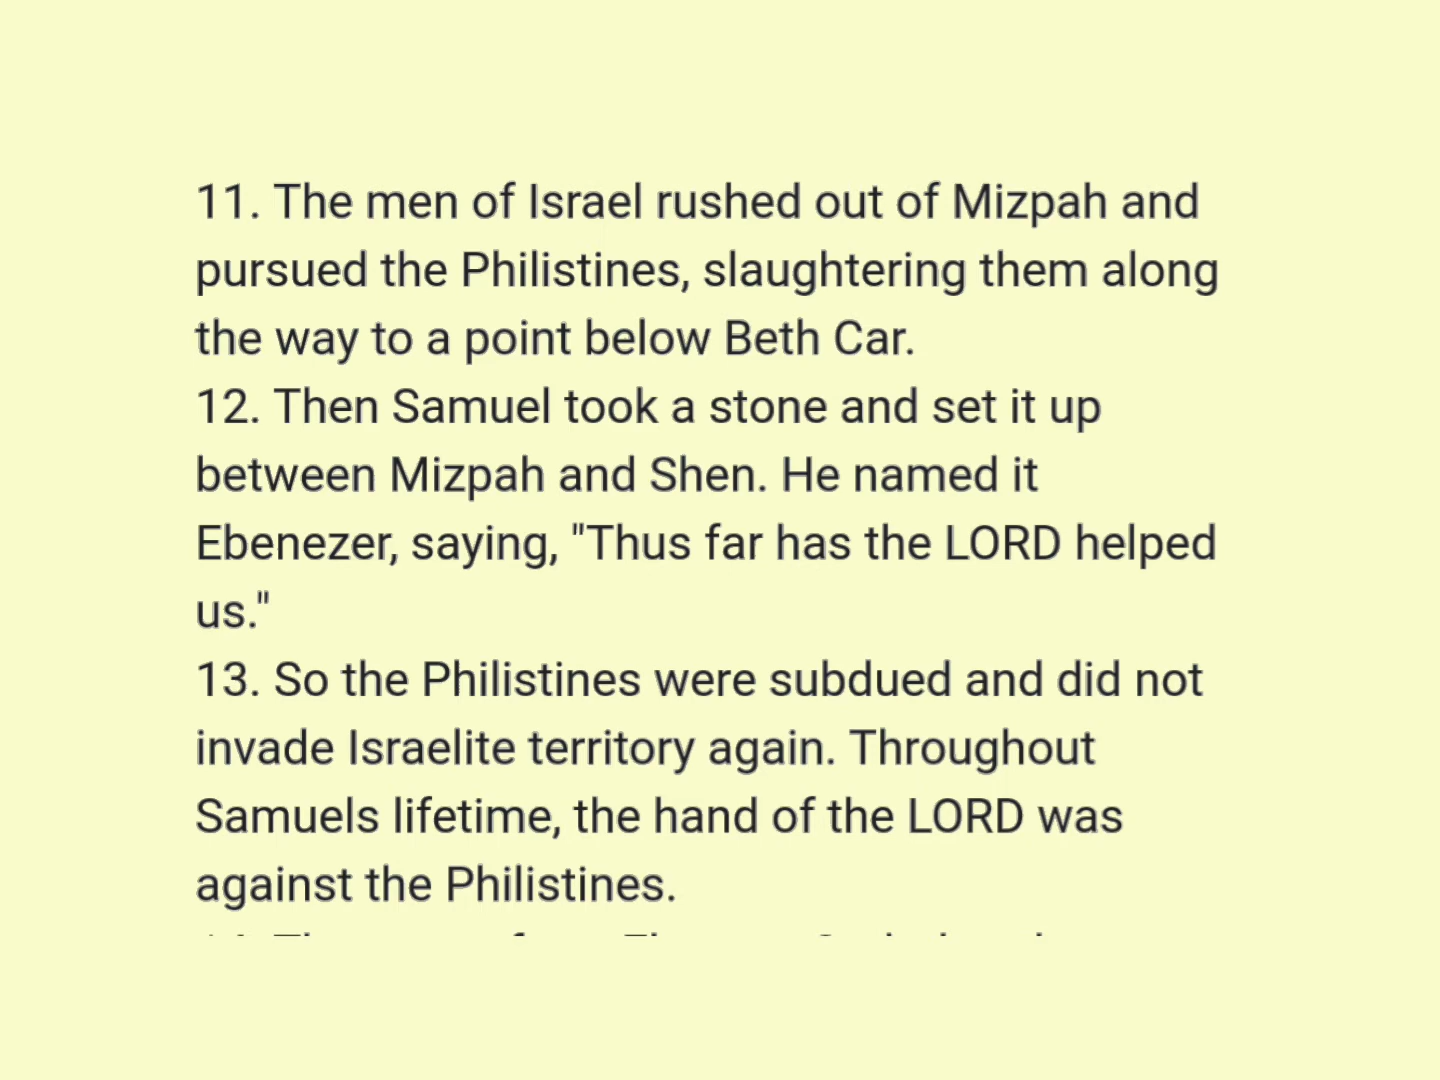 11. The men of Israel rushed out of Mizpah and
pursued the Philistines, slaughtering them along
the way to a point below Beth Car.
12. Then Samuel took a stone and set it up
between Mizpah and Shen. He named it
Ebenezer, saying, "Thus far has the LORD helped
us."
13. So the Philistines were subdued and did not
invade Israelite territory again. Throughout
Samuels lifetime, the hand of the LORD was
against the Philistines.